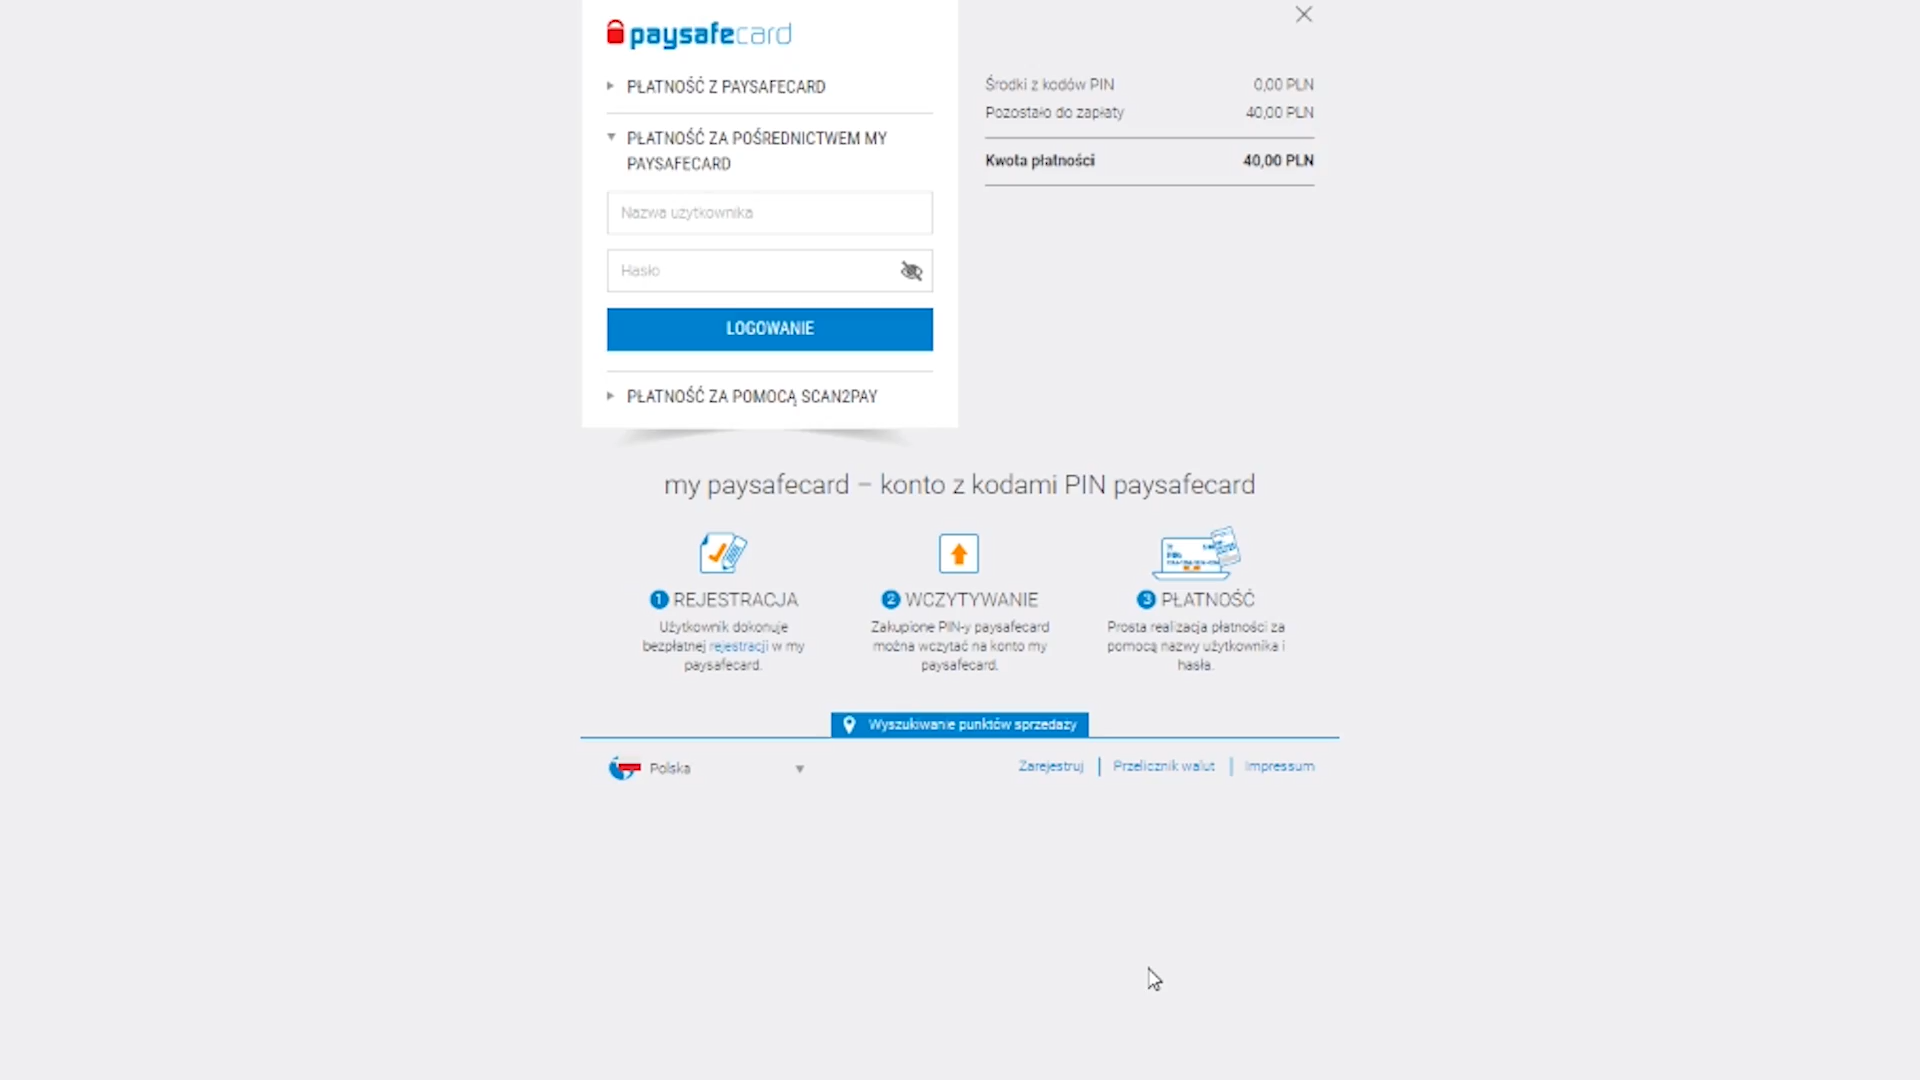 paysafecard
PŁATNOŚĆ Z PAYSAFECARD
PŁATNOŚĆ ZA POŚREDNICTWEM MY
PAYSAFECARD
Nazwa użytkownika
Hasło
LOGOWANIE
PŁATNOŚĆ ZA POMOCĄ SCAN2PAY
Środki z kodów PIN 0,00 PLN
Pozostało do zapłaty 40,00 PLN
Kwota płatności 40,00 PLN
my paysafecard – konto z kodami PIN paysafecard
1 REJESTRACJA
Użytkownik dokonuje
bezpłatnej rejestracji w my
paysafecard.
2 WCZYTYWANIE
Zakupione PIN-y paysafecard
można wczytać na konto my
paysafecard.
3 PŁATNOŚĆ
Prosta realizacja płatności za
pomocą nazwy użytkownika i
hasła.
Wyszukiwanie punktów sprzedaży
Polska
Zarejestruj
Przelicznik walut
Impressum